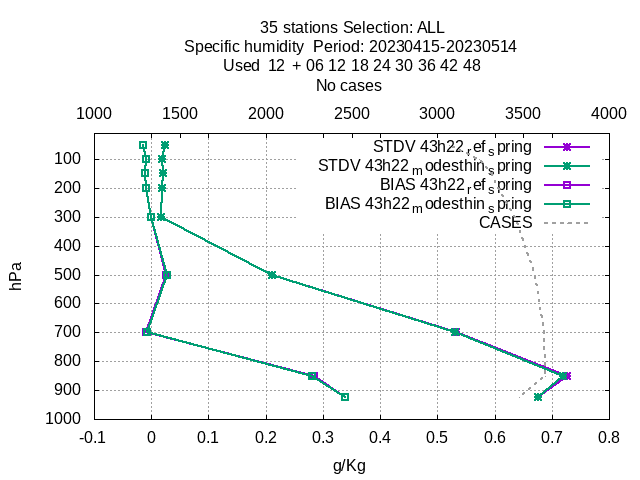 35 stations Selection: ALL
Specific humidity  Period: 20230415-20230514
Used  12  + 06 12 18 24 30 36 42 48
No cases
1000 1500 2000 2500 3000 3500 4000
STDV 43h22_ref_spring
STDV 43h22_modesthin_spring
BIAS 43h22_ref_spring
BIAS 43h22_modesthin_spring
CASES
100
200
300
400
500
600
700
800
900
1000
hPa
-0.1 0 0.1 0.2 0.3 0.4 0.5 0.6 0.7 0.8
g/Kg